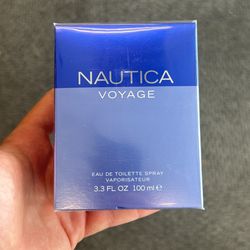 NAUTICA
VOYAGE
EAU DE TOILETTE SPRAY
VAPORISATEUR
3.3 FL OZ 100 ml ℮